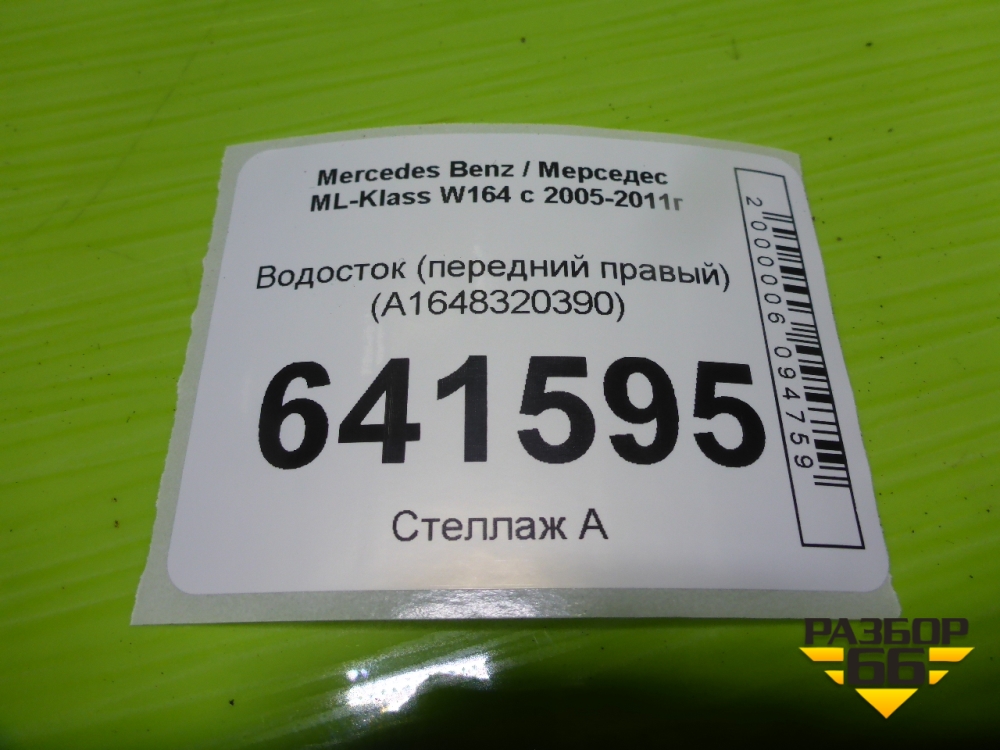 Mercedes Benz / Мерседес
ML-Klass W164 с 2005-2011г
Водосток (передний правый)
(A1648320390)
641595
Стеллаж А
2000006094759
РАЗБОР
66